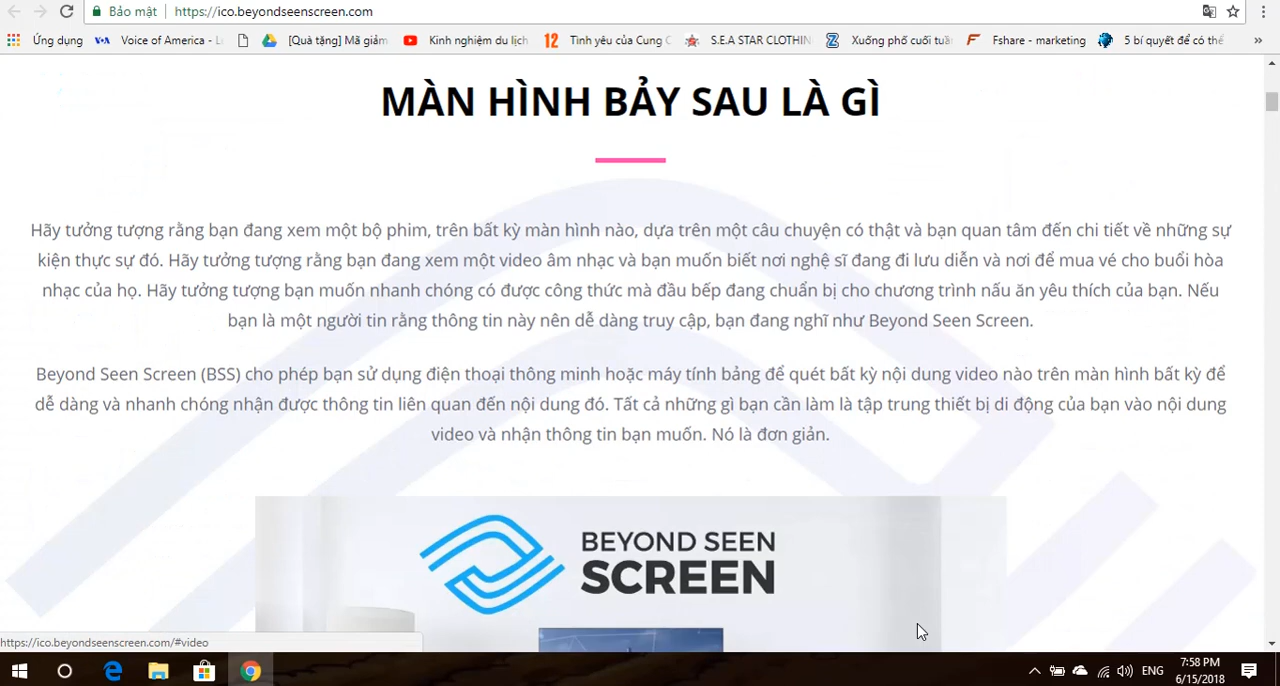 Bảo mật
https://ico.beyondseenscreen.com
Ứng dụng
VOA Voice of America - L
[Quà tặng] Mã giảm
Kinh nghiệm du lịch
12 Tình yêu của Cung
S.E.A STAR CLOTHIN
Xuống phố cuối tuầ
Fshare - marketing
5 bí quyết để có thể
»
MÀN HÌNH BẢY SAU LÀ GÌ
Hãy tưởng tượng rằng bạn đang xem một bộ phim, trên bất kỳ màn hình nào, dựa trên một câu chuyện có thật và bạn quan tâm đến chi tiết về những sự
kiện thực sự đó. Hãy tưởng tượng rằng bạn đang xem một video âm nhạc và bạn muốn biết nơi nghệ sĩ đang đi lưu diễn và nơi để mua vé cho buổi hòa
nhạc của họ. Hãy tưởng tượng bạn muốn nhanh chóng có được công thức mà đầu bếp đang chuẩn bị cho chương trình nấu ăn yêu thích của bạn. Nếu
bạn là một người tin rằng thông tin này nên dễ dàng truy cập, bạn đang nghĩ như Beyond Seen Screen.
Beyond Seen Screen (BSS) cho phép bạn sử dụng điện thoại thông minh hoặc máy tính bảng để quét bất kỳ nội dung video nào trên màn hình bất kỳ để
dễ dàng và nhanh chóng nhận được thông tin liên quan đến nội dung đó. Tất cả những gì bạn cần làm là tập trung thiết bị di động của bạn vào nội dung
video và nhận thông tin bạn muốn. Nó là đơn giản.
BEYOND SEEN
SCREEN
https://ico.beyondseenscreen.com/#video
ENG
7:58 PM
6/15/2018